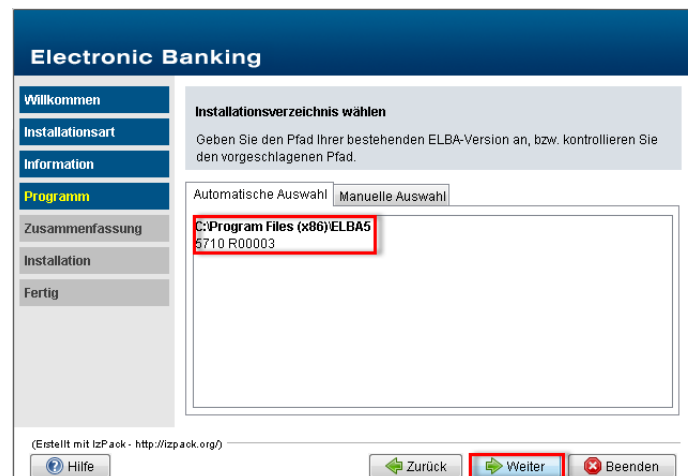 Electronic Banking
Willkommen
Installationsart
Information
Programm
Zusammenfassung
Installation
Fertig
Installationsverzeichnis wählen
Geben Sie den Pfad Ihrer bestehenden ELBA-Version an, bzw. kontrollieren Sie
den vorgeschlagenen Pfad.
Automatische Auswahl
Manuelle Auswahl
C:\Program Files (x86)\ELBA5
5710 R00003
(Erstellt mit IzPack - http://izpack.org/)
Hilfe
Zurück
Weiter
Beenden